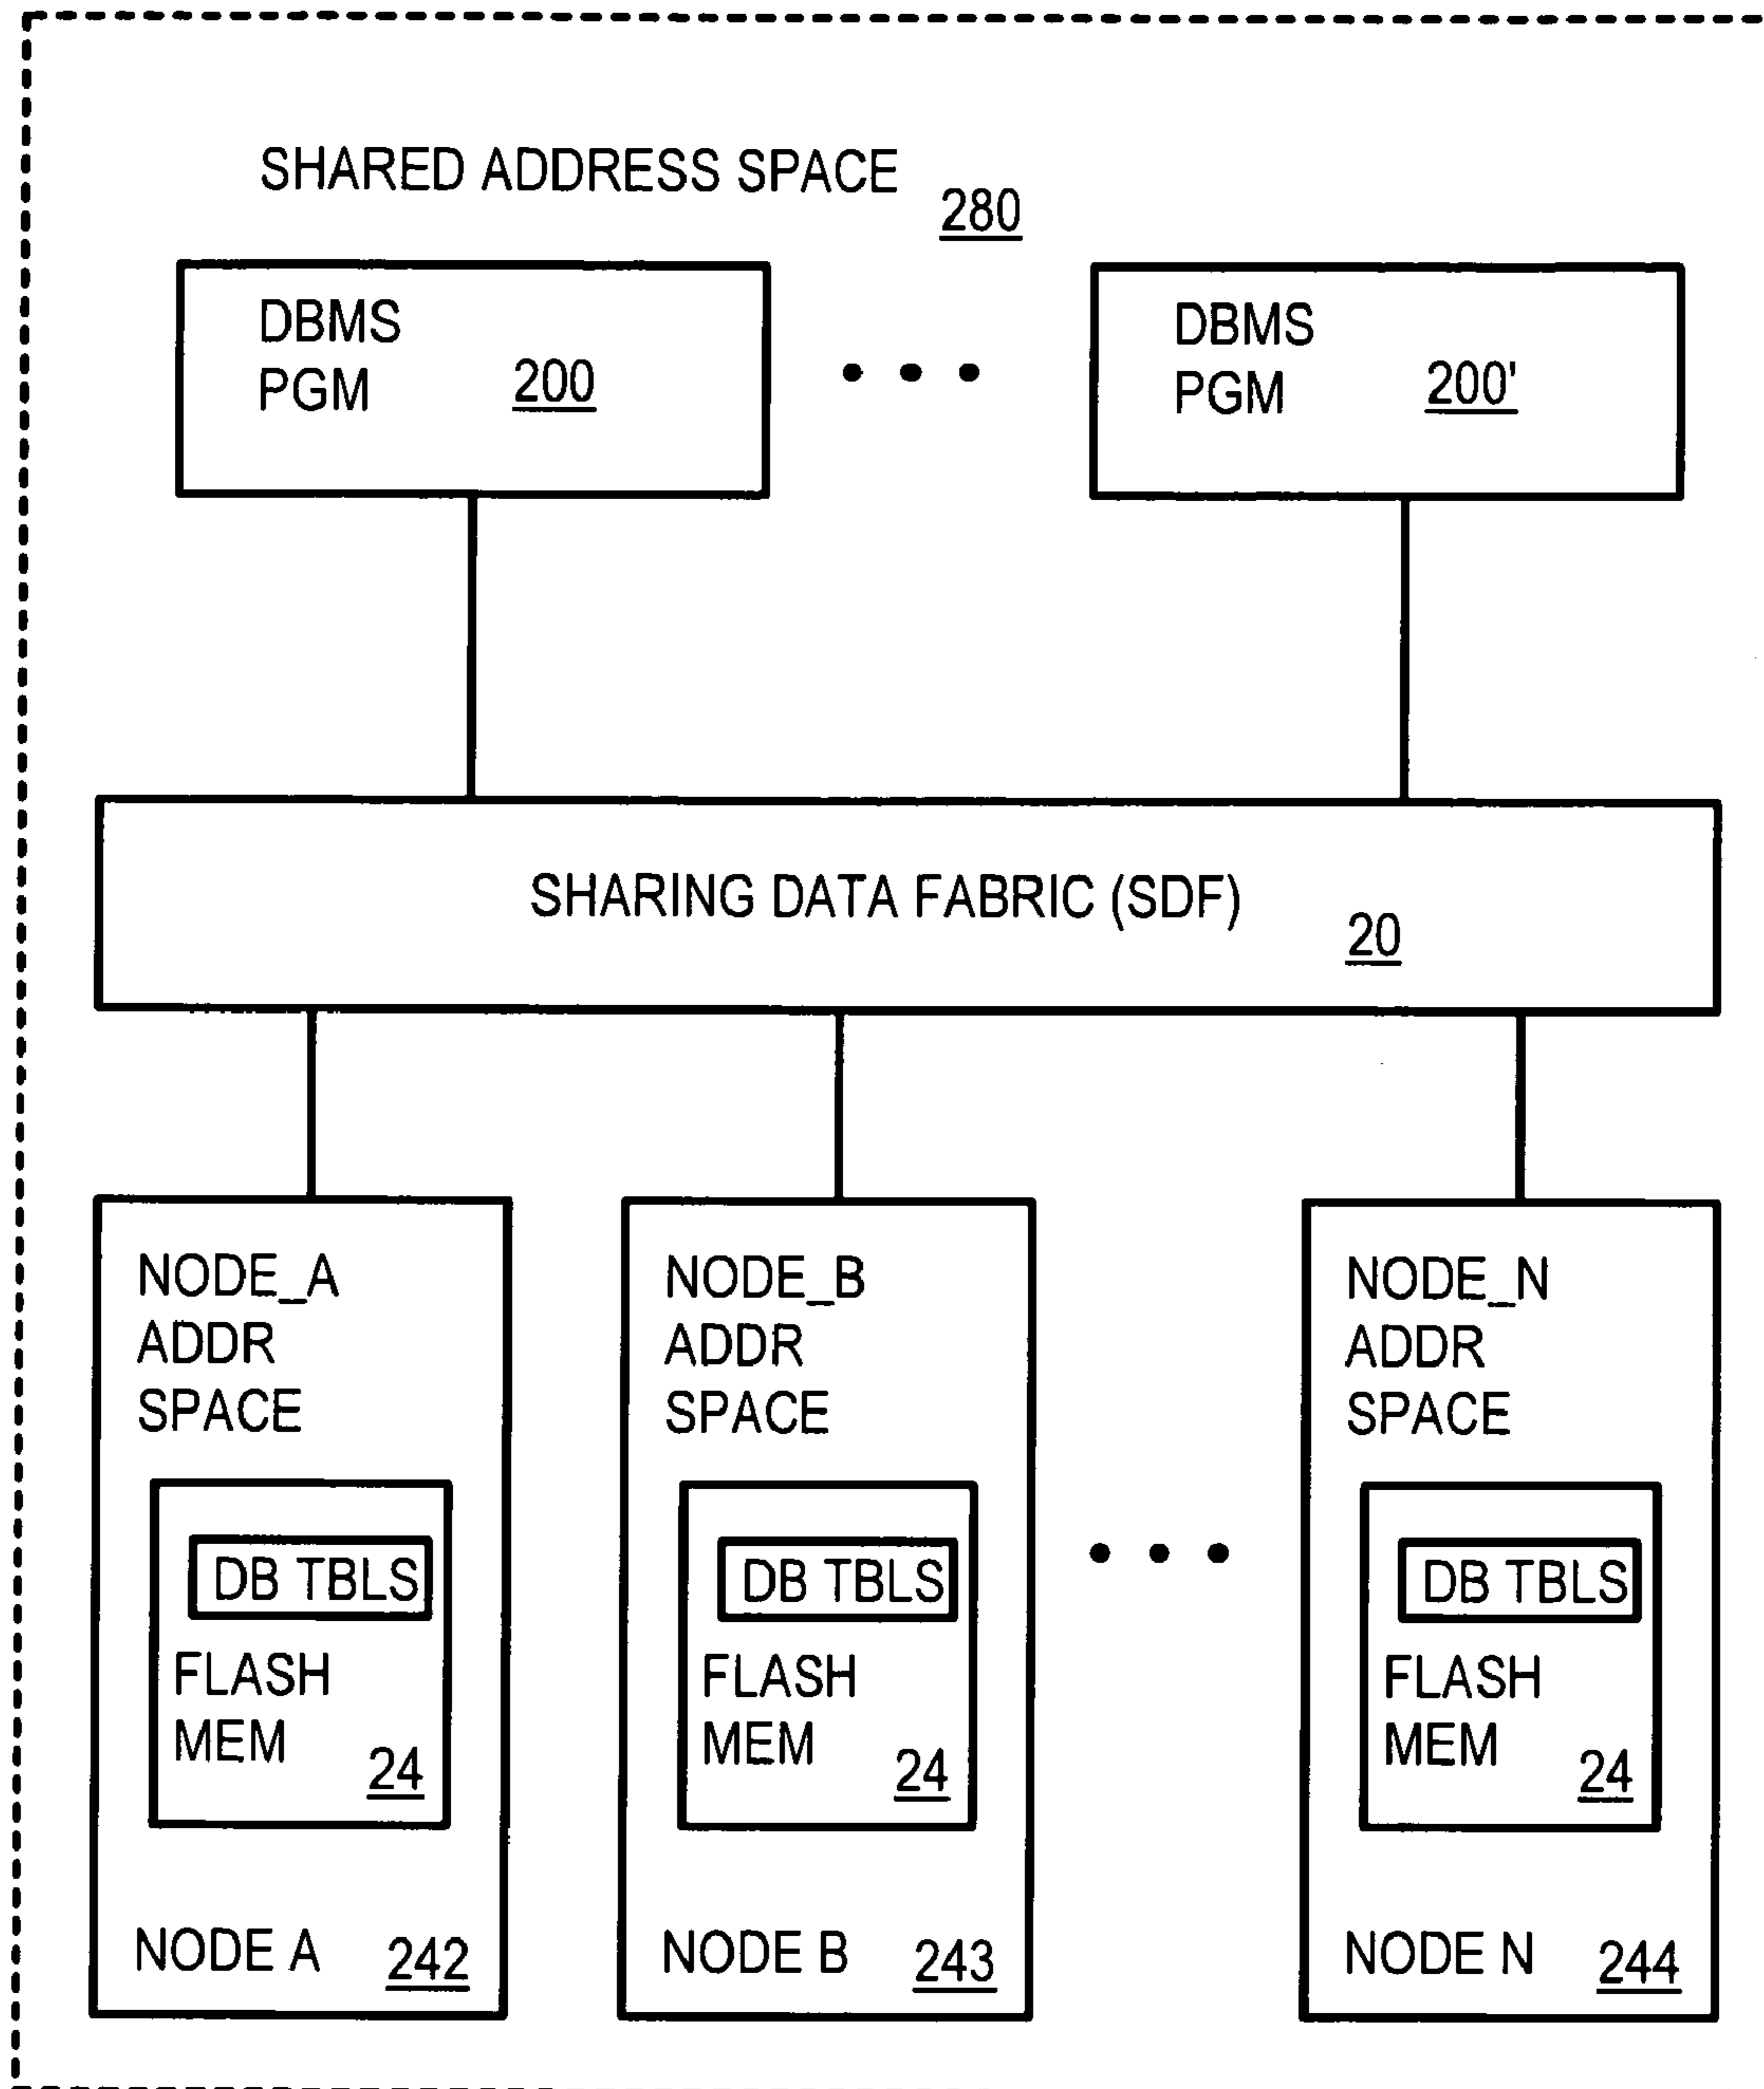 SHARED ADDRESS SPACE
280
DBMS
PGM 200
• • •
DBMS
PGM 200'
SHARING DATA FABRIC (SDF)
20
NODE_A
ADDR
SPACE
DB TBLS
FLASH
MEM 24
NODE A 242
NODE_B
ADDR
SPACE
DB TBLS
FLASH
MEM 24
NODE B 243
• • •
NODE_N
ADDR
SPACE
DB TBLS
FLASH
MEM 24
NODE N 244